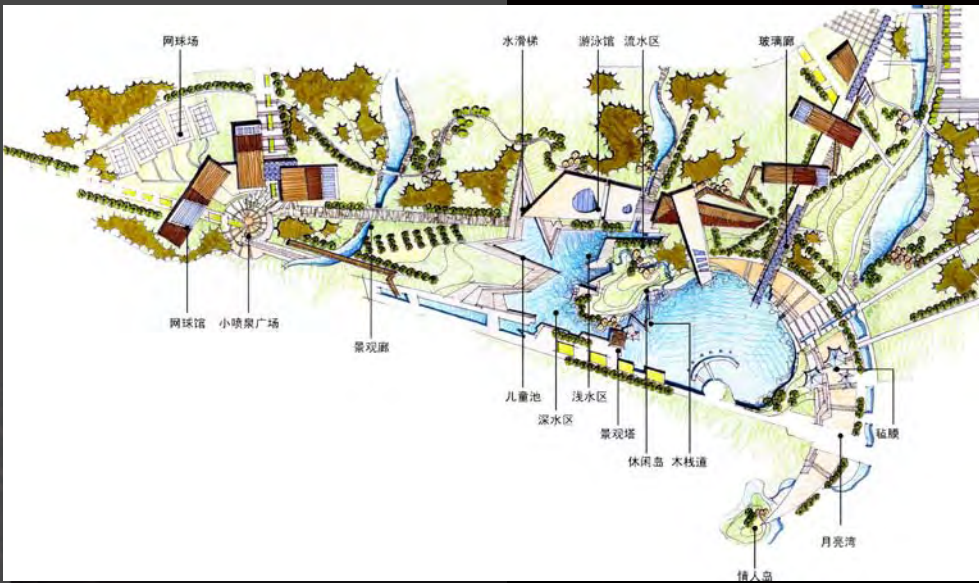 网球场
水滑梯
游泳馆
流水区
玻璃廊
网球馆
小喷泉广场
景观廊
儿童池
深水区
浅水区
景观塔
休闲岛
木栈道
毡腰
月亮湾
情人岛